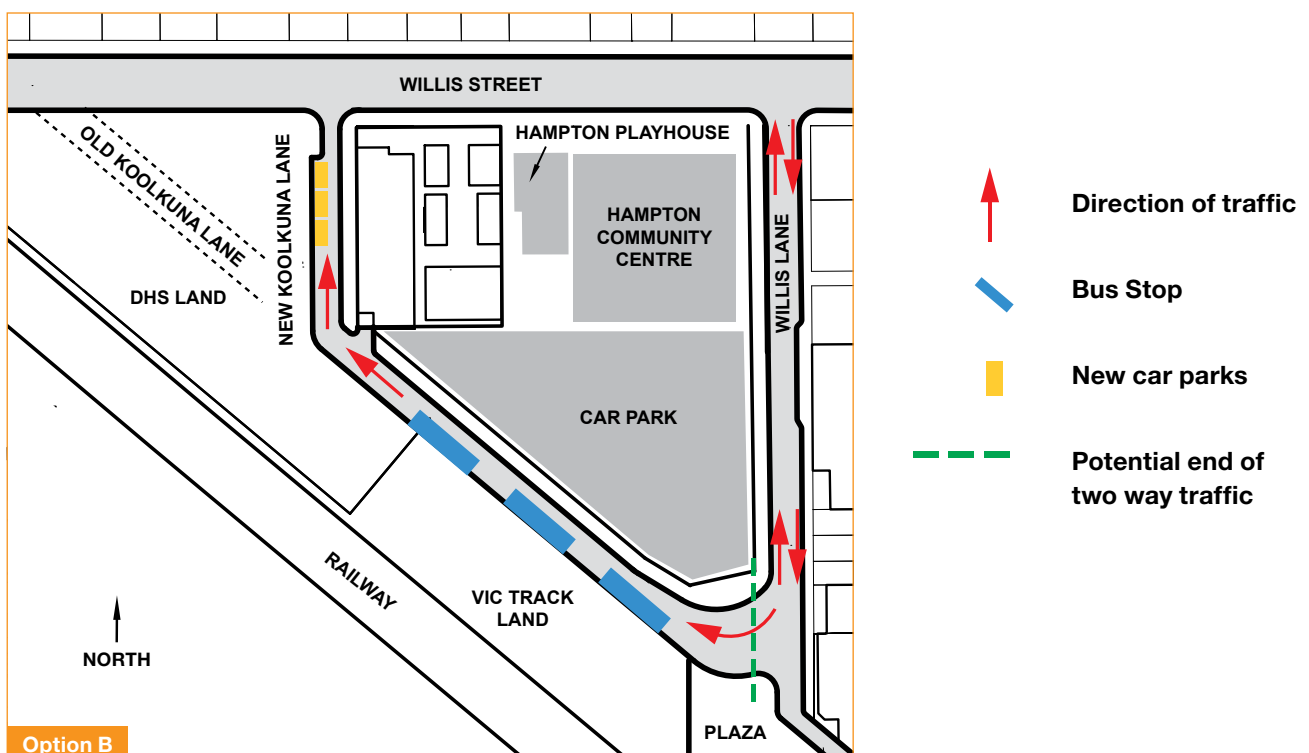 WILLIS STREET
OLD KOOLKUNA LANE
NEW KOOLKUNA LANE
HAMPTON PLAYHOUSE
HAMPTON
COMMUNITY
CENTRE
WILLIS LANE
DHS LAND
CAR PARK
RAILWAY
VIC TRACK
LAND
NORTH
PLAZA
Option B
Direction of traffic
Bus Stop
New car parks
Potential end of
two way traffic